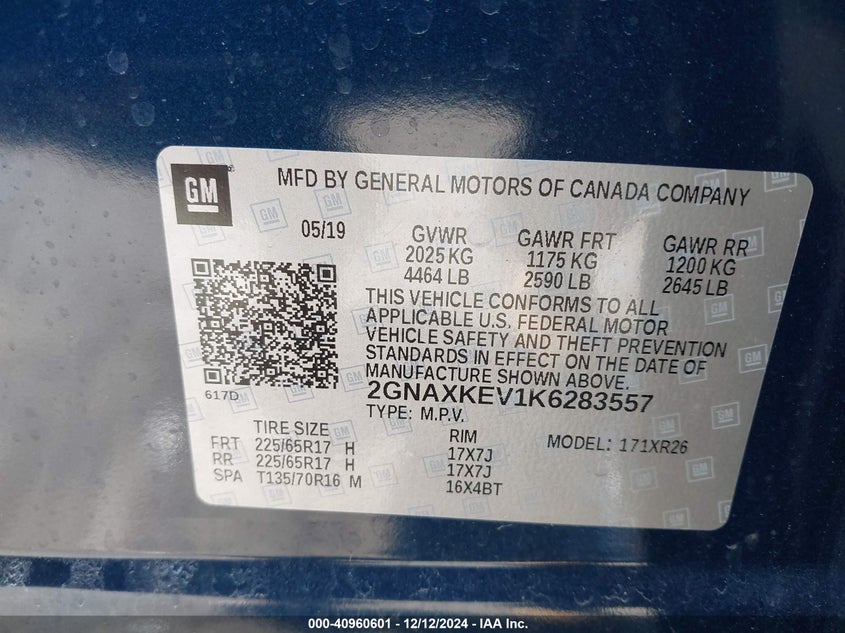 GM
MFD BY GENERAL MOTORS OF CANADA COMPANY
05/19
GVWR
2025 KG
4464 LB
GAWR FRT
1175 KG
2590 LB
GAWR RR
1200 KG
2645 LB
THIS VEHICLE CONFORMS TO ALL
APPLICABLE U.S. FEDERAL MOTOR
VEHICLE SAFETY AND THEFT PREVENTION
STANDARDS IN EFFECT ON THE DATE OF
MANUFACTURE SHOWN ABOVE.
617D
2GNAXKEV1K6283557
TYPE: M.P.V.
MODEL: 171XR26
TIRE SIZE RIM
FRT 225/65R17 H 17X7J
RR 225/65R17 H 17X7J
SPA T135/70R16 M 16X4BT
000-40960601 - 12/12/2024 - IAA Inc.